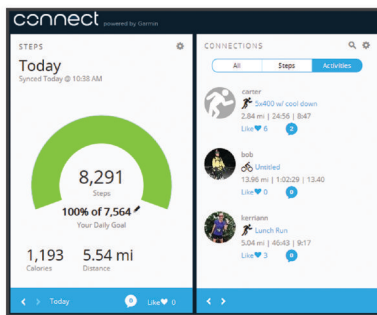 connect powered by Garmin
STEPS
Today
Synced Today @ 10:38 AM
8,291
Steps
100% of 7,564
Your Daily Goal
1,193
Calories
5.54 mi
Distance
Today
0
Like 0
CONNECTIONS
All
Steps
Activities
carter
5x400 w/ cool down
2.84 mi | 24:56 | 8:47
Like 6
2
bob
Untitled
13.96 mi | 1:02:29 | 13.40
Like 0
0
kerriann
Lunch Run
5.04 mi | 46:43 | 9:17
Like 3
0